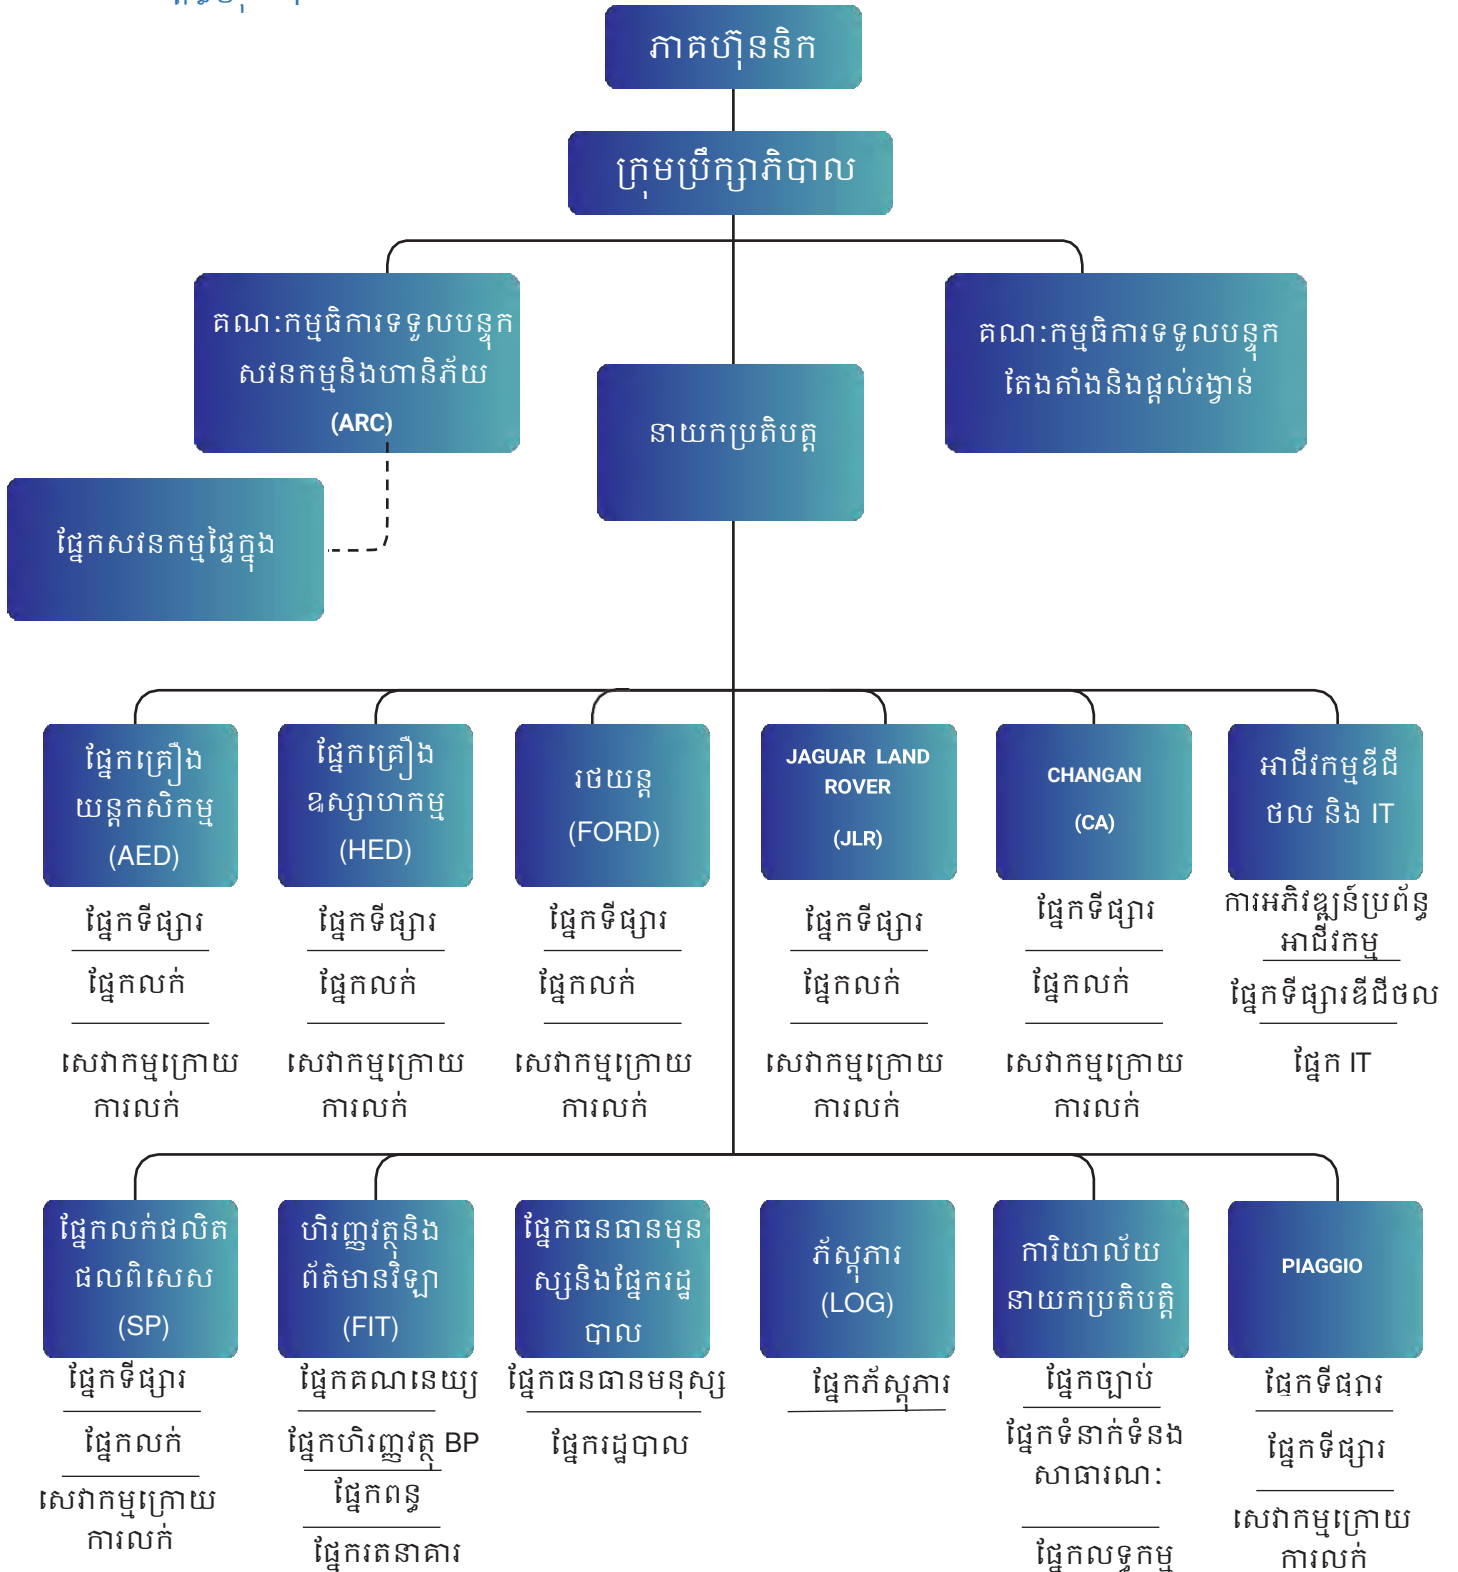 ភាគហ៊ុននិក
ក្រុមប្រឹក្សាភិបាល
គណ:កម្មធិការទទួលបន្ទុក
សវនកម្មនិងហានិភ័យ
(ARC)
នាយកប្រតិបត្ត
គណ:កម្មធិការទទួលបន្ទុក
តែងតាំងនិងផ្តល់រង្វាន់
ផ្នែកសវនកម្មផ្ទៃក្នុង
ផ្នែកគ្រឿង
យន្តកសិកម្ម
(AED)
ផ្នែកទីផ្សារ
ផ្នែកលក់
សេវាកម្មក្រោយ
ការលក់
ផ្នែកគ្រឿង
ឧស្សាហកម្ម
(HED)
ផ្នែកទីផ្សារ
ផ្នែកលក់
សេវាកម្មក្រោយ
ការលក់
រថយន្ត
(FORD)
ផ្នែកទីផ្សារ
ផ្នែកលក់
សេវាកម្មក្រោយ
ការលក់
JAGUAR LAND
ROVER
(JLR)
ផ្នែកទីផ្សារ
ផ្នែកលក់
សេវាកម្មក្រោយ
ការលក់
CHANGAN
(CA)
ផ្នែកទីផ្សារ
ផ្នែកលក់
សេវាកម្មក្រោយ
ការលក់
អាជីវកម្មឌីជី
ថល និង IT
ការអភិវឌ្ឍន៍ប្រព័ន្ធ
អាជីវកម្ម
ផ្នែកទីផ្សារឌីជីថល
ផ្នែក IT
ផ្នែកលក់ផលិត
ផលពិសេស
(SP)
ផ្នែកទីផ្សារ
ផ្នែកលក់
សេវាកម្មក្រោយ
ការលក់
ហិរញ្ញវត្ថុនិង
ព័ត៌មានវិឡា
(FIT)
ផ្នែកគណនេយ្យ
ផ្នែកហិរញ្ញវត្ថុ BP
ផ្នែកពន្ធ
ផ្នែករតនាគារ
ផ្នែកធនធានមុន
ស្សនិងផ្នែករដ្ឋ
បាល
ផ្នែកធនធានមនុស្ស
ផ្នែករដ្ឋបាល
ភ័ស្តុភារ
(LOG)
ផ្នែកភ័ស្តុភារ
ការិយាល័យ
នាយកប្រតិបត្តិ
ផ្នែកច្បាប់
ផ្នែកទំនាក់ទំនង
សាធារណ:
ផ្នែកលទ្ធកម្ម
PIAGGIO
ផ្នែកទីផ្សារ
ផ្នែកទីផ្សារ
សេវាកម្មក្រោយ
ការលក់